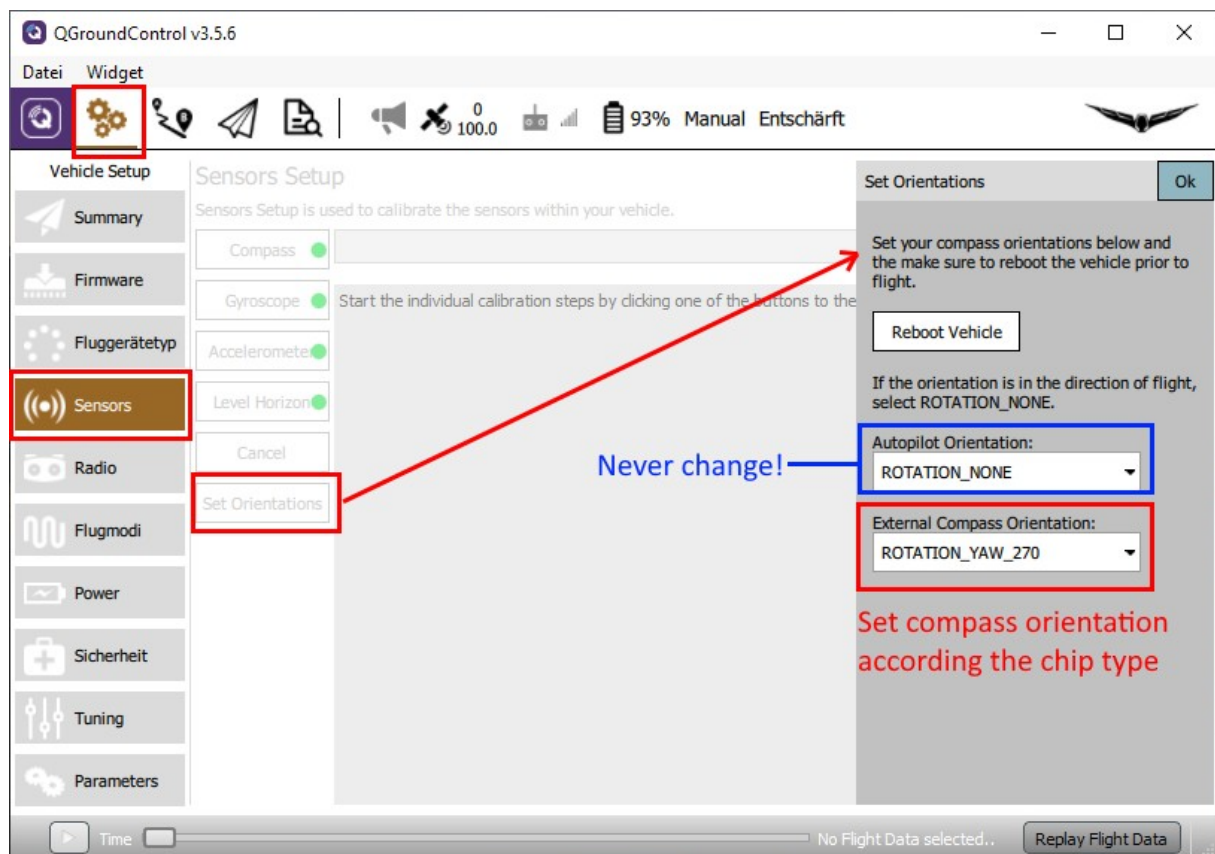 QGroundControl v3.5.6
Datei Widget
0
100.0
93% Manual Entschärft
Vehicle Setup
Summary
Firmware
Fluggerätetyp
Sensors
Radio
Flugmodi
Power
Sicherheit
Tuning
Parameters
Sensors Setup
Sensors Setup is used to calibrate the sensors within your vehicle.
Compass
Gyroscope
Accelerometer
Level Horizon
Cancel
Set Orientations
Start the individual calibration steps by clicking one of the buttons to the
Never change!
Set Orientations
Ok
Set your compass orientations below and
the make sure to reboot the vehicle prior to
flight.
Reboot Vehicle
If the orientation is in the direction of flight,
select ROTATION_NONE.
Autopilot Orientation:
ROTATION_NONE
External Compass Orientation:
ROTATION_YAW_270
Set compass orientation
according the chip type
Time
No Flight Data selected..
Replay Flight Data